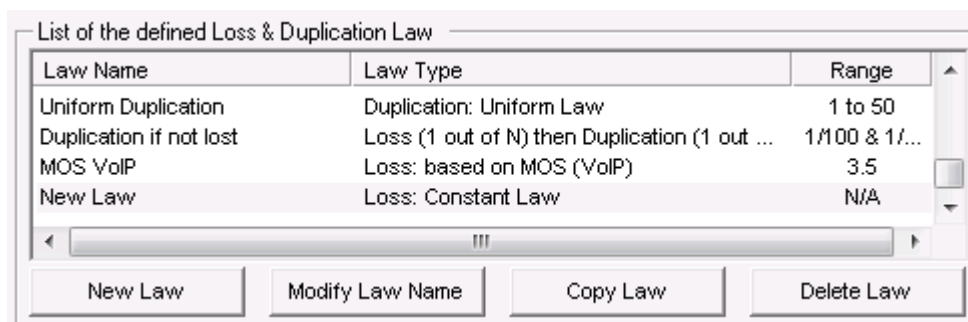 List of the defined Loss & Duplication Law
Law Name Law Type Range
Uniform Duplication Duplication: Uniform Law 1 to 50
Duplication if not lost Loss (1 out of N) then Duplication (1 out ... 1/100 & 1/...
MOS VoIP Loss: based on MOS (VoIP) 3.5
New Law Loss: Constant Law N/A
New Law Modify Law Name Copy Law Delete Law